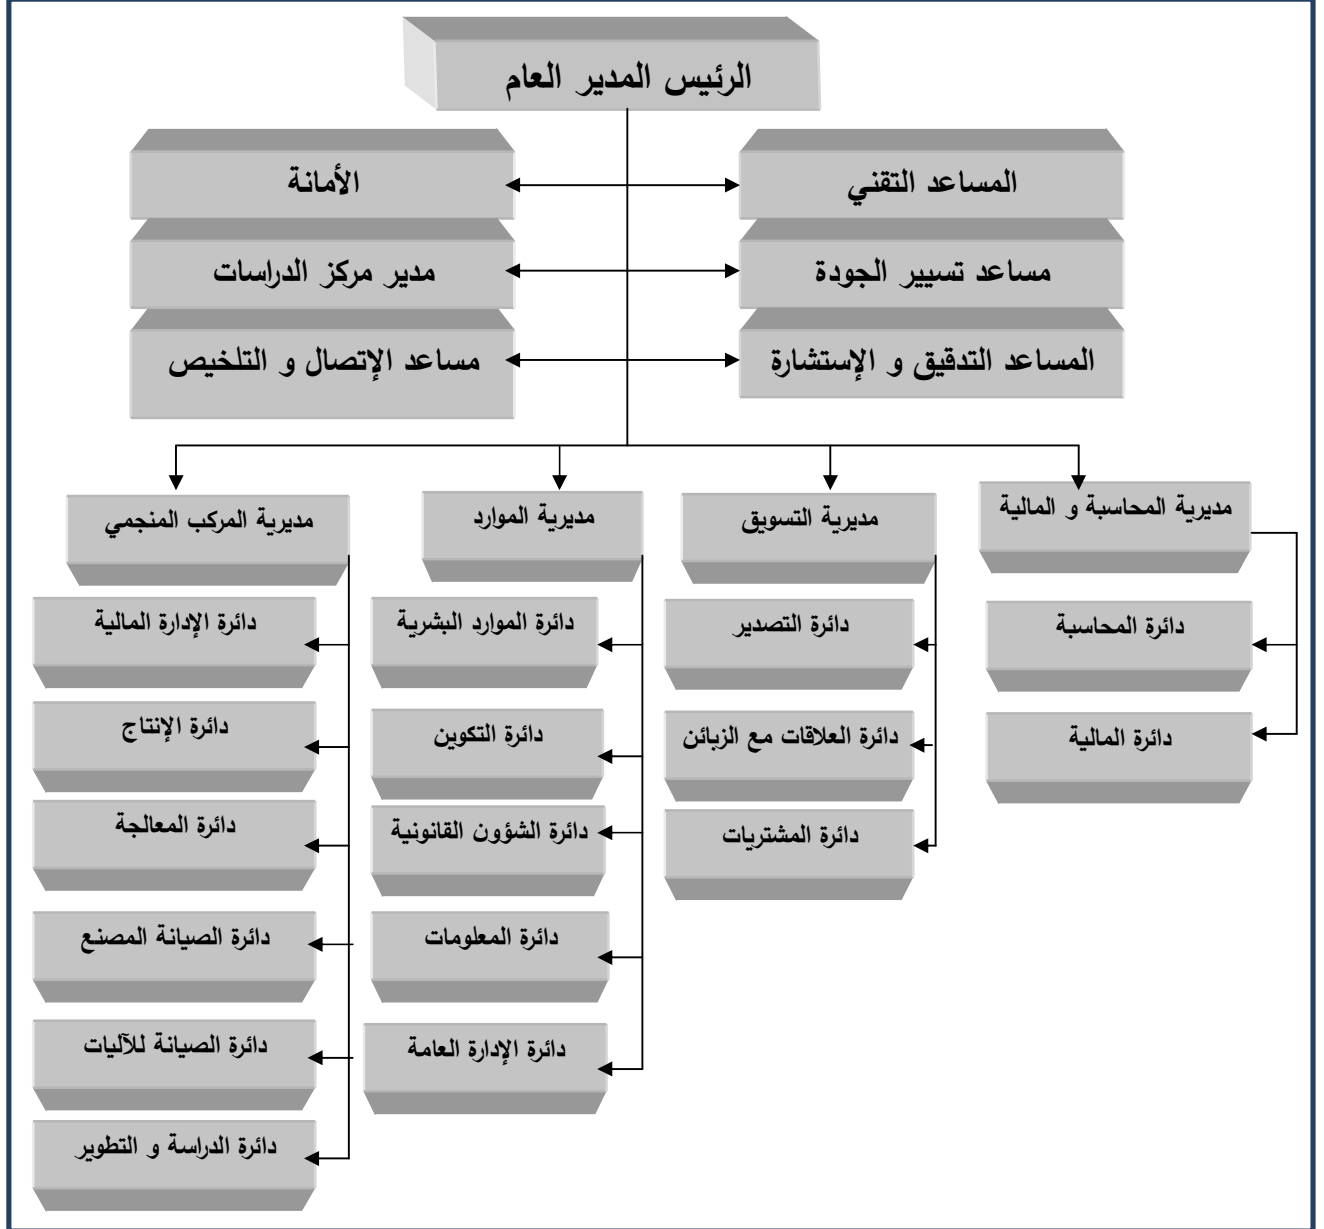 الرئيس المدير العام
المساعد التقني
الأمانة
مساعد تسيير الجودة
مدير مركز الدراسات
المساعد التدقيق و الإستشارة
مساعد الإتصال و التلخيص
مديرية المحاسبة و المالية
مديرية التسويق
مديرية الموارد
مديرية المركب المنجمي
دائرة المحاسبة
دائرة التصدير
دائرة الموارد البشرية
دائرة الإدارة المالية
دائرة المالية
دائرة العلاقات مع الزبائن
دائرة التكوين
دائرة الإنتاج
دائرة المشتريات
دائرة الشؤون القانونية
دائرة المعالجة
دائرة المعلومات
دائرة الصيانة المصنع
دائرة الإدارة العامة
دائرة الصيانة للآليات
دائرة الدراسة و التطوير